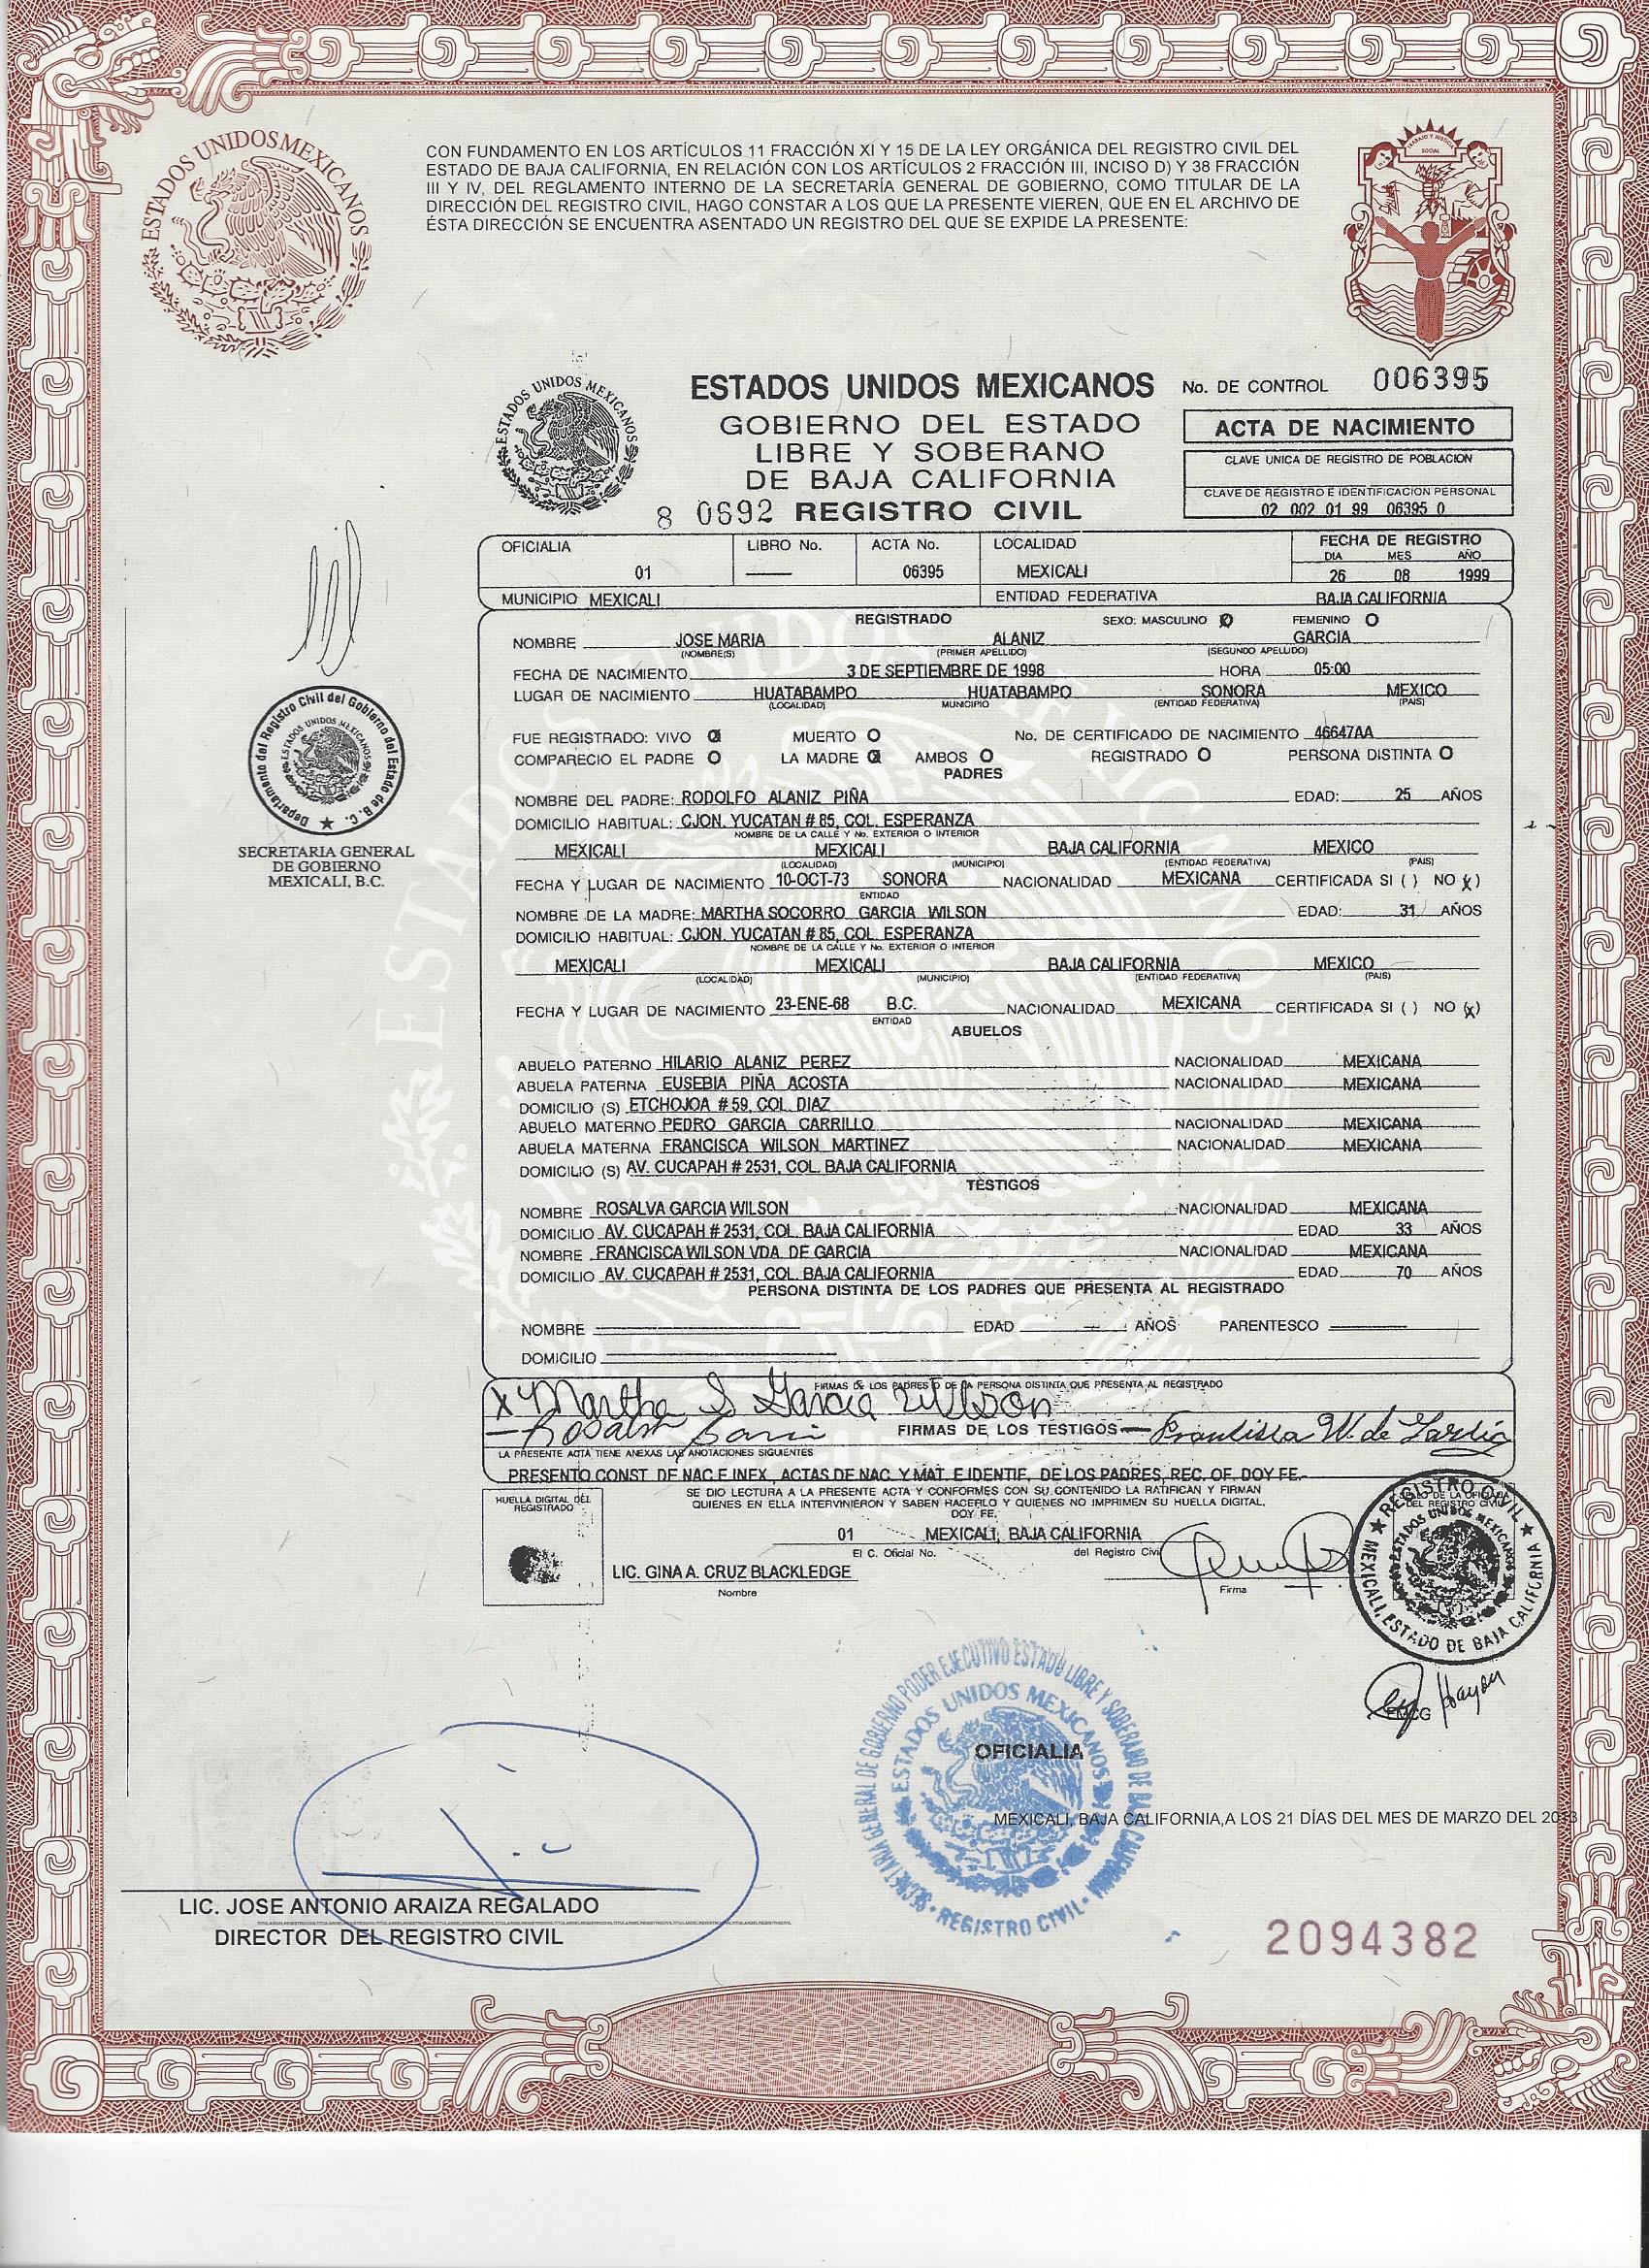 ESTADOS UNIDOS MEXICANOS
CON FUNDAMENTO EN LOS ARTÍCULOS 11 FRACCIÓN XI Y 15 DE LA LEY ORGÁNICA DEL REGISTRO CIVIL DEL
ESTADO DE BAJA CALIFORNIA, EN RELACIÓN CON LOS ARTÍCULOS 2 FRACCIÓN III, INCISO D) Y 38 FRACCIÓN
III Y IV, DEL REGLAMENTO INTERNO DE LA SECRETARÍA GENERAL DE GOBIERNO, COMO TITULAR DE LA
DIRECCIÓN DEL REGISTRO CIVIL, HAGO CONSTAR A LOS QUE LA PRESENTE VIEREN, QUE EN EL ARCHIVO DE
ÉSTA DIRECCIÓN SE ENCUENTRA ASENTADO UN REGISTRO DEL QUE SE EXPIDE LA PRESENTE:
TRABAJO Y JUSTICIA SOCIAL
ESTADOS UNIDOS MEXICANOS
ESTADOS UNIDOS MEXICANOS No. DE CONTROL 006395
GOBIERNO DEL ESTADO
LIBRE Y SOBERANO
DE BAJA CALIFORNIA
8 0692 REGISTRO CIVIL
ACTA DE NACIMIENTO
CLAVE UNICA DE REGISTRO DE POBLACION
CLAVE DE REGISTRO E IDENTIFICACION PERSONAL
02 002 01 99 06395 0
OFICIALIA LIBRO No. ACTA No. LOCALIDAD FECHA DE REGISTRO
DIA MES AÑO
01 —— 06395 MEXICALI 26 08 1999
MUNICIPIO MEXICALI ENTIDAD FEDERATIVA BAJA CALIFORNIA
REGISTRADO SEXO: MASCULINO FEMENINO
NOMBRE JOSE MARIA ALANIZ GARCIA
(NOMBRE(S) (PRIMER APELLIDO) (SEGUNDO APELLIDO)
FECHA DE NACIMIENTO 3 DE SEPTIEMBRE DE 1998 HORA 05:00
LUGAR DE NACIMIENTO HUATABAMPO HUATABAMPO SONORA MEXICO
(LOCALIDAD) MUNICIPIO (ENTIDAD FEDERATIVA) (PAIS)
FUE REGISTRADO: VIVO MUERTO No. DE CERTIFICADO DE NACIMIENTO 46647AA
COMPARECIO EL PADRE LA MADRE AMBOS REGISTRADO PERSONA DISTINTA
PADRES
NOMBRE DEL PADRE: RODOLFO ALANIZ PIÑA EDAD: 25 AÑOS
DOMICILIO HABITUAL: CJON. YUCATAN # 85, COL. ESPERANZA
NOMBRE DE LA CALLE Y No. EXTERIOR O INTERIOR
MEXICALI MEXICALI BAJA CALIFORNIA MEXICO
(LOCALIDAD) (MUNICIPIO) (ENTIDAD FEDERATIVA) (PAIS)
FECHA Y LUGAR DE NACIMIENTO 10-OCT-73 SONORA NACIONALIDAD MEXICANA CERTIFICADA SI ( ) NO (x)
ENTIDAD
NOMBRE DE LA MADRE: MARTHA SOCORRO GARCIA WILSON EDAD: 31 AÑOS
DOMICILIO HABITUAL: CJON. YUCATAN # 85, COL. ESPERANZA
NOMBRE DE LA CALLE Y No. EXTERIOR O INTERIOR
MEXICALI MEXICALI BAJA CALIFORNIA MEXICO
(LOCALIDAD) (MUNICIPIO) (ENTIDAD FEDERATIVA) (PAIS)
FECHA Y LUGAR DE NACIMIENTO 23-ENE-68 B.C. NACIONALIDAD MEXICANA CERTIFICADA SI ( ) NO (x)
ENTIDAD
ABUELOS
ABUELO PATERNO HILARIO ALANIZ PEREZ NACIONALIDAD MEXICANA
ABUELA PATERNA EUSEBIA PIÑA ACOSTA NACIONALIDAD MEXICANA
DOMICILIO (S) ETCHOJOA # 59, COL. DIAZ
ABUELO MATERNO PEDRO GARCIA CARRILLO NACIONALIDAD MEXICANA
ABUELA MATERNA FRANCISCA WILSON MARTINEZ NACIONALIDAD MEXICANA
DOMICILIO (S) AV. CUCAPAH # 2531, COL. BAJA CALIFORNIA
TESTIGOS
NOMBRE ROSALVA GARCIA WILSON NACIONALIDAD MEXICANA
DOMICILIO AV. CUCAPAH # 2531, COL. BAJA CALIFORNIA EDAD 33 AÑOS
NOMBRE FRANCISCA WILSON VDA. DE GARCIA NACIONALIDAD MEXICANA
DOMICILIO AV. CUCAPAH # 2531, COL. BAJA CALIFORNIA EDAD 70 AÑOS
PERSONA DISTINTA DE LOS PADRES QUE PRESENTA AL REGISTRADO
NOMBRE EDAD AÑOS PARENTESCO
DOMICILIO
FIRMAS DE LOS PADRES O DE LA PERSONA DISTINTA QUE PRESENTA AL REGISTRADO
X Martha S Garcia Wilson
FIRMAS DE LOS TESTIGOS Francisca W. de Garcia
LA PRESENTE ACTA TIENE ANEXAS LAS ANOTACIONES SIGUIENTES
PRESENTO CONST. DE NAC E INEX., ACTAS DE NAC. Y MAT. E IDENTIF. DE LOS PADRES, REC. OF. DOY FE.
HUELLA DIGITAL DEL
REGISTRADO
SE DIO LECTURA A LA PRESENTE ACTA Y CONFORMES CON SU CONTENIDO LA RATIFICAN Y FIRMAN
QUIENES EN ELLA INTERVINIERON Y SABEN HACERLO Y QUIENES NO IMPRIMEN SU HUELLA DIGITAL,
DOY FE.
01 MEXICALI, BAJA CALIFORNIA
El C. Oficial No. del Registro Civil
LIC. GINA A. CRUZ BLACKLEDGE
Nombre Firma
REGISTRO CIVIL
ESTADOS UNIDOS MEXICANOS
MEXICALI, ESTADO DE BAJA CALIFORNIA
EMCG
Departamento del Registro Civil del Gobierno del Estado de B. C.
ESTADOS UNIDOS MEXICANOS
SECRETARIA GENERAL
DE GOBIERNO
MEXICALI, B.C.
SECRETARIA GENERAL DE GOBIERNO PODER EJECUTIVO ESTADO LIBRE Y SOBERANO DE BAJA CALIFORNIA
ESTADOS UNIDOS MEXICANOS
REGISTRO CIVIL
OFICIALIA
MEXICALI, BAJA CALIFORNIA, A LOS 21 DÍAS DEL MES DE MARZO DEL 2013
LIC. JOSE ANTONIO ARAIZA REGALADO
DIRECTOR DEL REGISTRO CIVIL
2094382